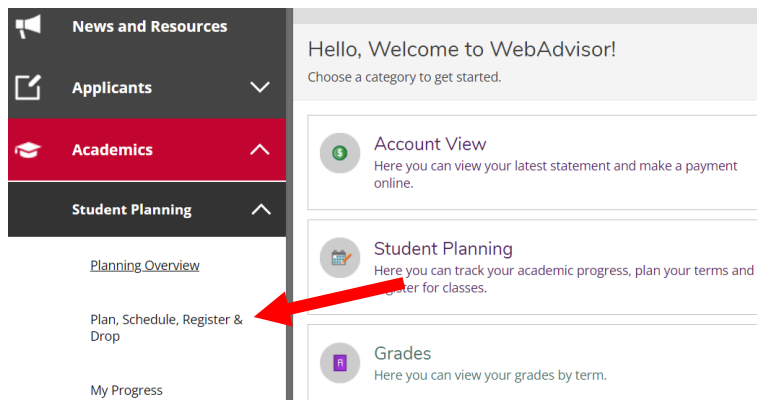 News and Resources
Applicants
Academics
Student Planning
Planning Overview
Plan, Schedule, Register &
Drop
My Progress
Hello, Welcome to WebAdvisor!
Choose a category to get started.
Account View
Here you can view your latest statement and make a payment
online.
Student Planning
Here you can track your academic progress, plan your terms and
register for classes.
Grades
Here you can view your grades by term.